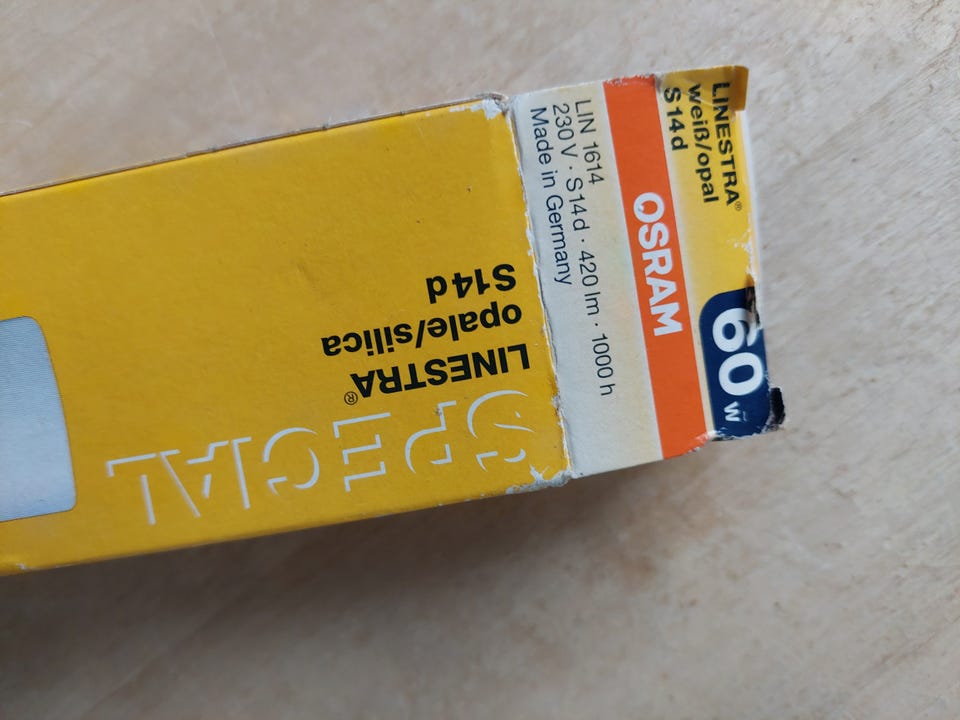 LINESTRA®
weiß/opal
S14d
60 W
OSRAM
LIN 1614
230 V · S14d · 420 lm · 1000 h
Made in Germany
SPECIAL
LINESTRA®
opale/silica
S14d